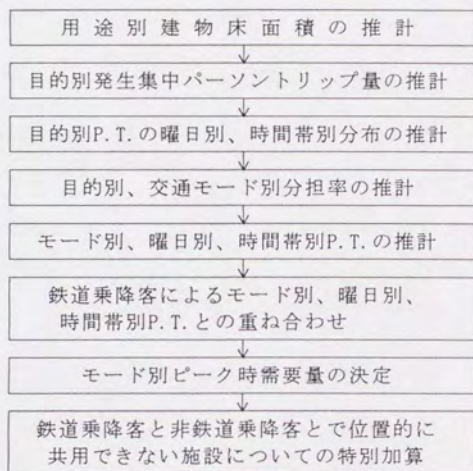 用途別建物床面積の推計
目的別発生集中パーソントリップ量の推計
目的別P.T.の曜日別、時間帯別分布の推計
目的別、交通モード別分担率の推計
モード別、曜日別、時間帯別P.T.の推計
鉄道乗降客によるモード別、曜日別、
時間帯別P.T.との重ね合わせ
モード別ピーク時需要量の決定
鉄道乗降客と非鉄道乗降客とで位置的に
共用できない施設についての特別加算